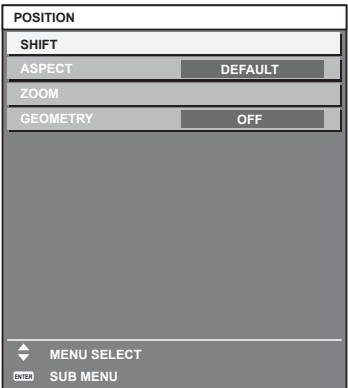 POSITION
SHIFT
ASPECT DEFAULT
ZOOM
GEOMETRY OFF
MENU SELECT
ENTER SUB MENU